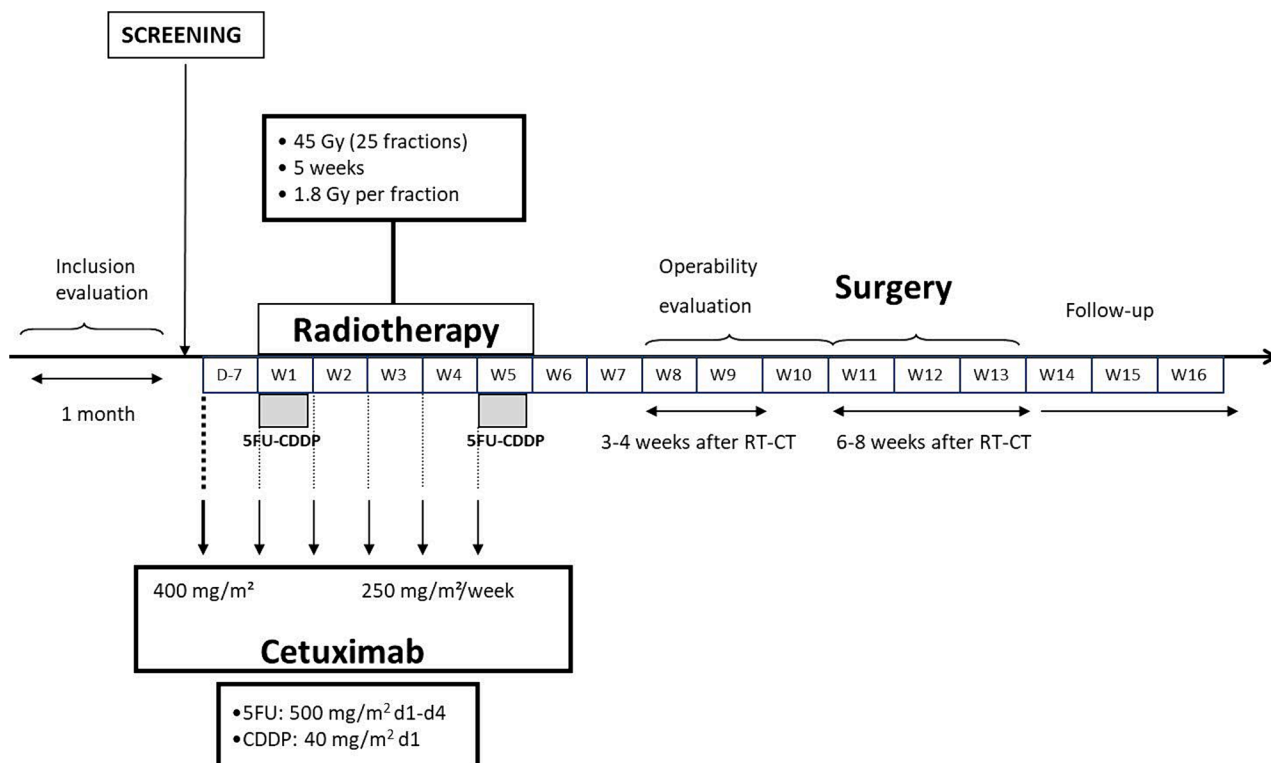 SCREENING
• 45 Gy (25 fractions)
• 5 weeks
• 1.8 Gy per fraction
Inclusion
evaluation
Operability
evaluation
Surgery
Follow-up
Radiotherapy
D-7 W1 W2 W3 W4 W5 W6 W7 W8 W9 W10 W11 W12 W13 W14 W15 W16
1 month
5FU-CDDP
5FU-CDDP
3-4 weeks after RT-CT
6-8 weeks after RT-CT
400 mg/m²
250 mg/m²/week
Cetuximab
•5FU: 500 mg/m² d1-d4
•CDDP: 40 mg/m² d1